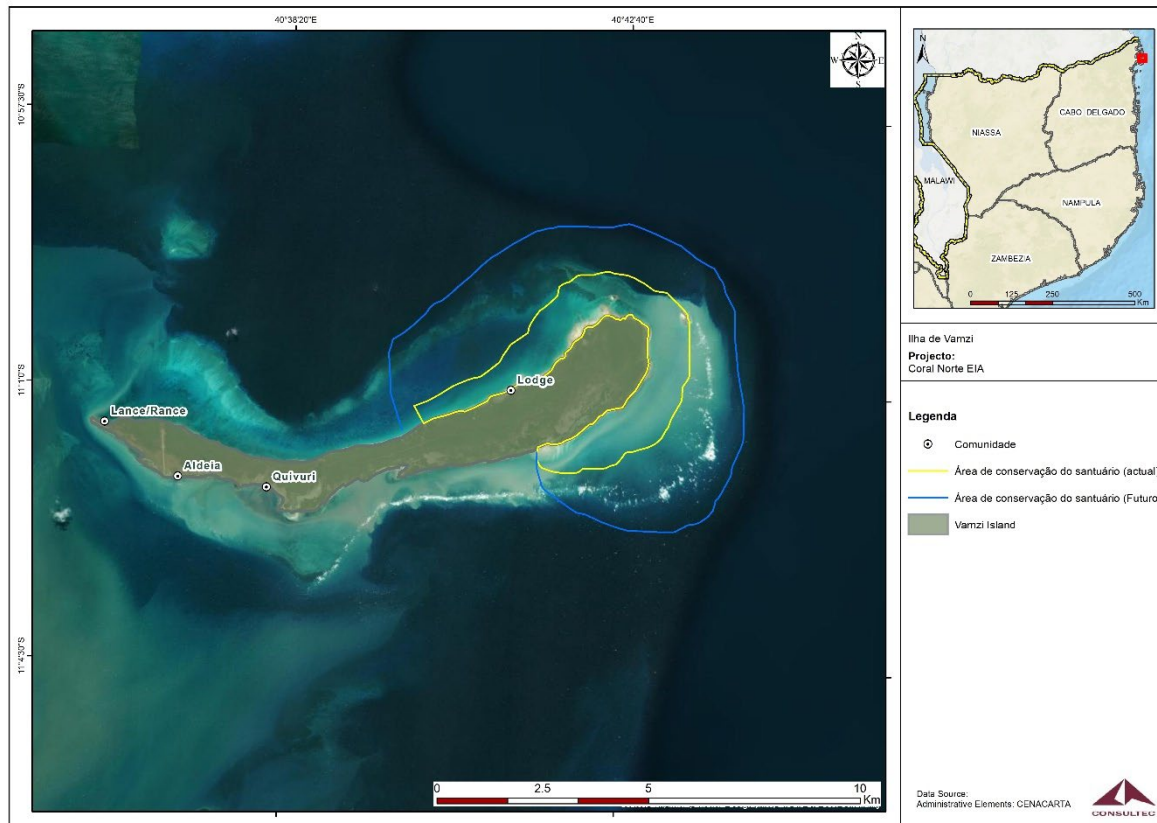 40°38'20"E
40°42'40"E
10°57'30"S
11°1'0"S
11°4'30"S
N
W
E
S
Lodge
Lance/Rance
Aldeia
Quivuri
0
2.5
5
10
Km
N
CABO DELGADO
NIASSA
MALAWI
NAMPULA
ZAMBEZIA
0
125
250
500
Km
Ilha de Vamzi
Projecto:
Coral Norte EIA
Legenda
Comunidade
Área de conservação do santuário (actual)
Área de conservação do santuário (Futuro
Vamzi Island
Data Source:
Administrative Elements: CENACARTA
CONSULTEC